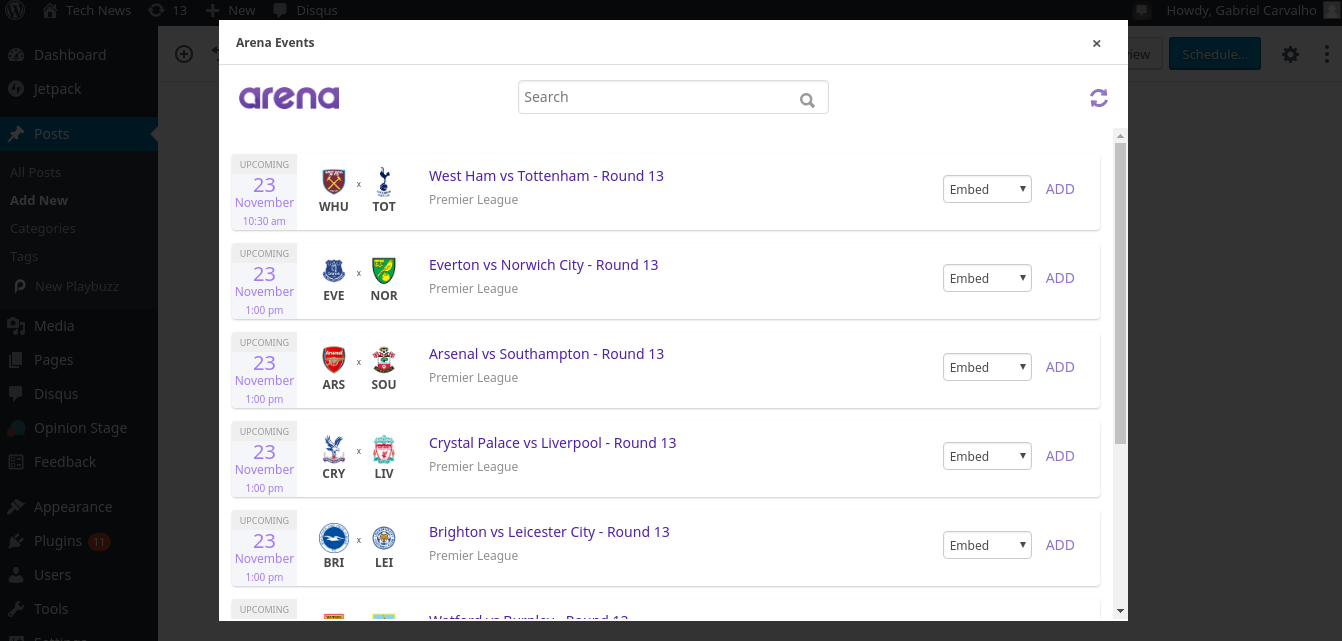 Tech News
13
New
Disqus
Howdy, Gabriel Carvalho
Dashboard
Jetpack
Posts
All Posts
Add New
Categories
Tags
New Playbuzz
Media
Pages
Disqus
Opinion Stage
Feedback
Appearance
Plugins 11
Users
Tools
Schedule...
Arena Events
×
arena
Search
UPCOMING
23
November
10:30 am
WHU x TOT
West Ham vs Tottenham - Round 13
Premier League
Embed
ADD
UPCOMING
23
November
1:00 pm
EVE x NOR
Everton vs Norwich City - Round 13
Premier League
Embed
ADD
UPCOMING
23
November
1:00 pm
ARS x SOU
Arsenal vs Southampton - Round 13
Premier League
Embed
ADD
UPCOMING
23
November
1:00 pm
CRY x LIV
Crystal Palace vs Liverpool - Round 13
Premier League
Embed
ADD
UPCOMING
23
November
1:00 pm
BRI x LEI
Brighton vs Leicester City - Round 13
Premier League
Embed
ADD
UPCOMING
Watford vs Burnley - Round 13